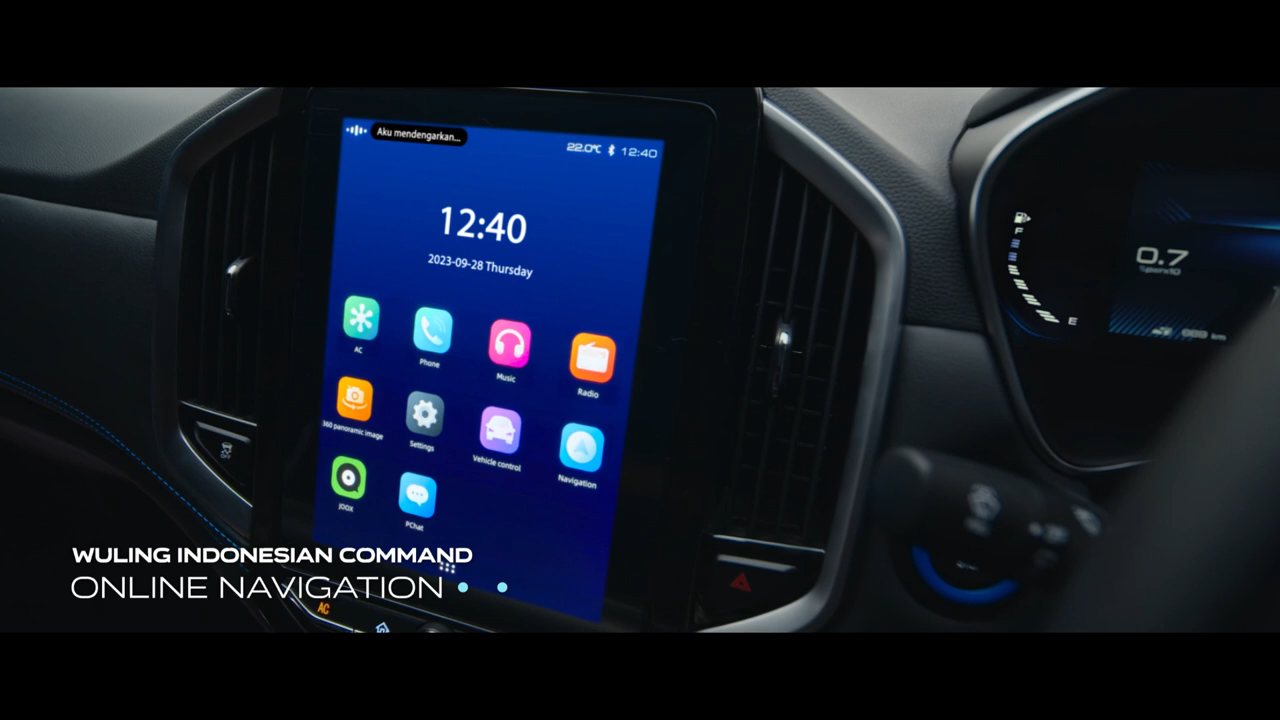 Aku mendengarkan...
22.0℃ 12:40
12:40
2023-09-28 Thursday
AC
Phone
Music
Radio
360 panoramic image
Settings
Vehicle control
Navigation
JOOX
PChat
WULING INDONESIAN COMMAND
ONLINE NAVIGATION
AC
F
E
0.7
km